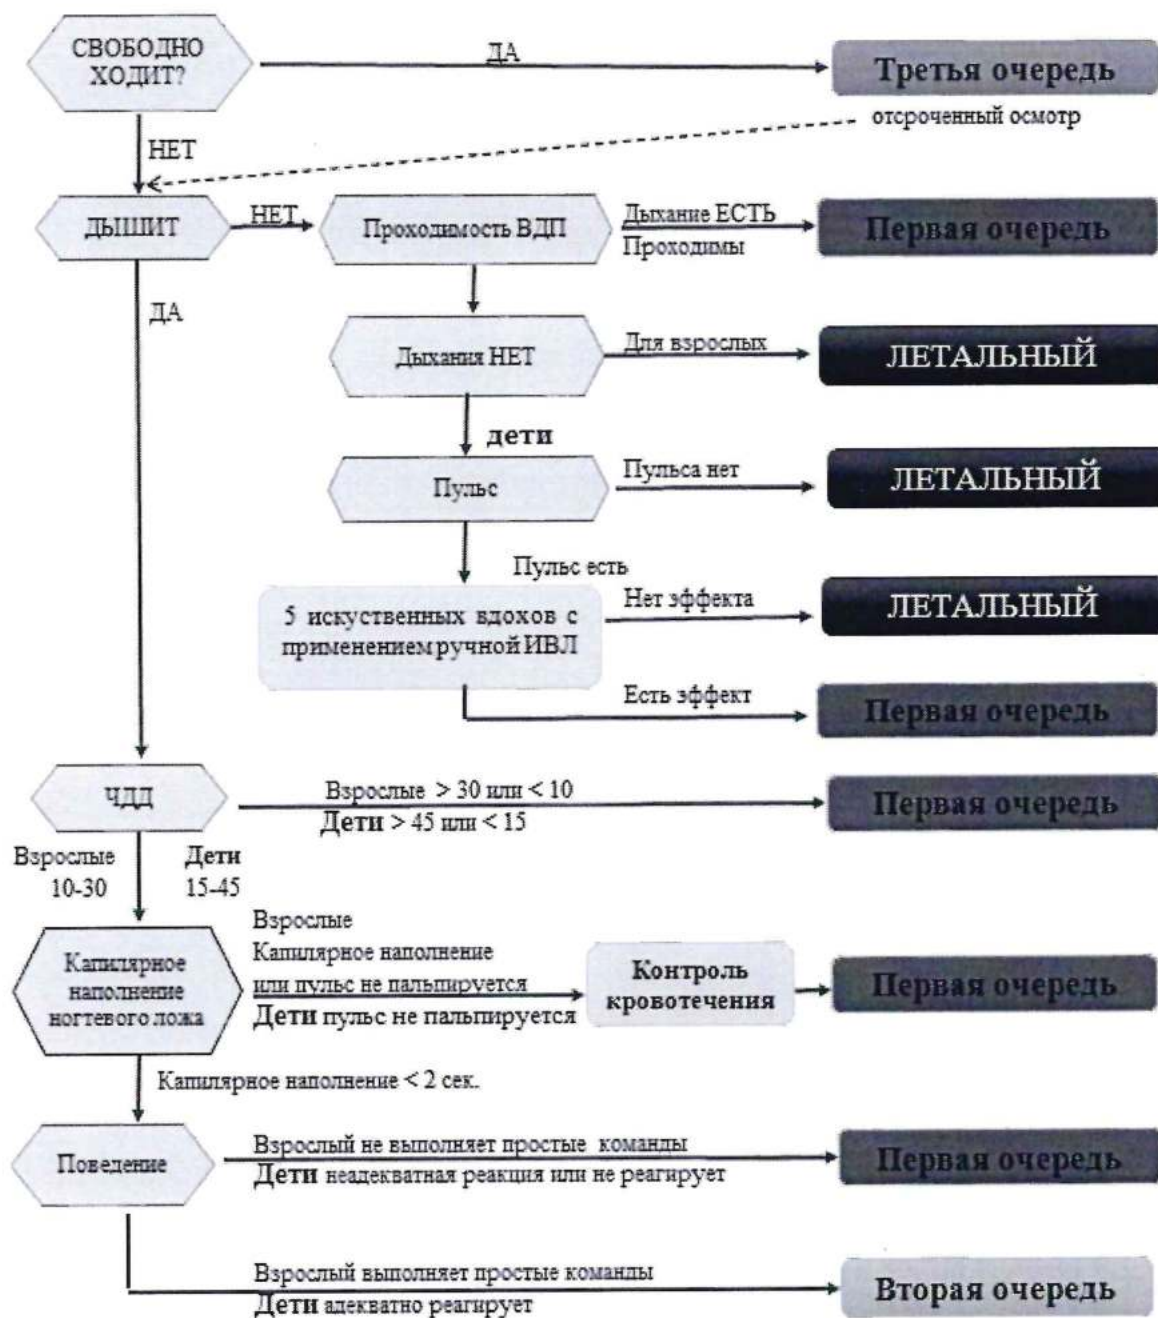 СВОБОДНО
ХОДИТ?
ДА
Третья очередь
отсроченный осмотр
НЕТ
ДЫШИТ
НЕТ
Проходимость ВДП
Дыхание ЕСТЬ
Проходимы
Первая очередь
ДА
Дыхания НЕТ
Для взрослых
ЛЕТАЛЬНЫЙ
дети
Пульс
Пульса нет
ЛЕТАЛЬНЫЙ
Пульс есть
5 искуственных вдохов с
применением ручной ИВЛ
Нет эффекта
ЛЕТАЛЬНЫЙ
Есть эффект
Первая очередь
ЧДД
Взрослые > 30 или < 10
Дети > 45 или < 15
Первая очередь
Взрослые
10-30
Дети
15-45
Капилярное
наполнение
ногтевого ложа
Взрослые
Капилярное наполнение
или пульс не пальпируется
Дети пульс не пальпируется
Контроль
кровотечения
Первая очередь
Капилярное наполнение < 2 сек.
Поведение
Взрослый не выполняет простые команды
Дети неадекватная реакция или не реагирует
Первая очередь
Взрослый выполняет простые команды
Дети адекватно реагирует
Вторая очередь